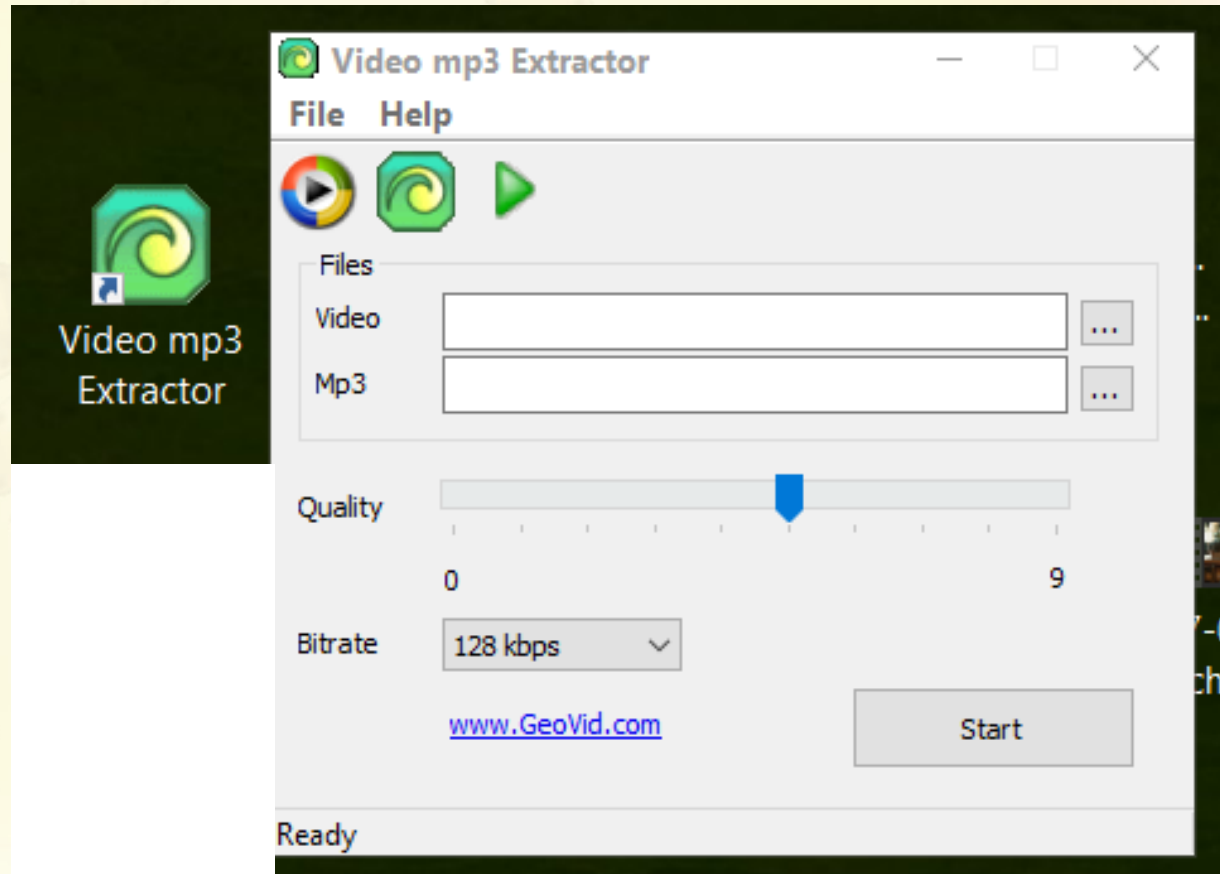 Video mp3 Extractor
File Help
Video mp3
Extractor
Files
Video
...
Mp3
...
Quality
0 9
Bitrate
128 kbps
www.GeoVid.com
Start
Ready